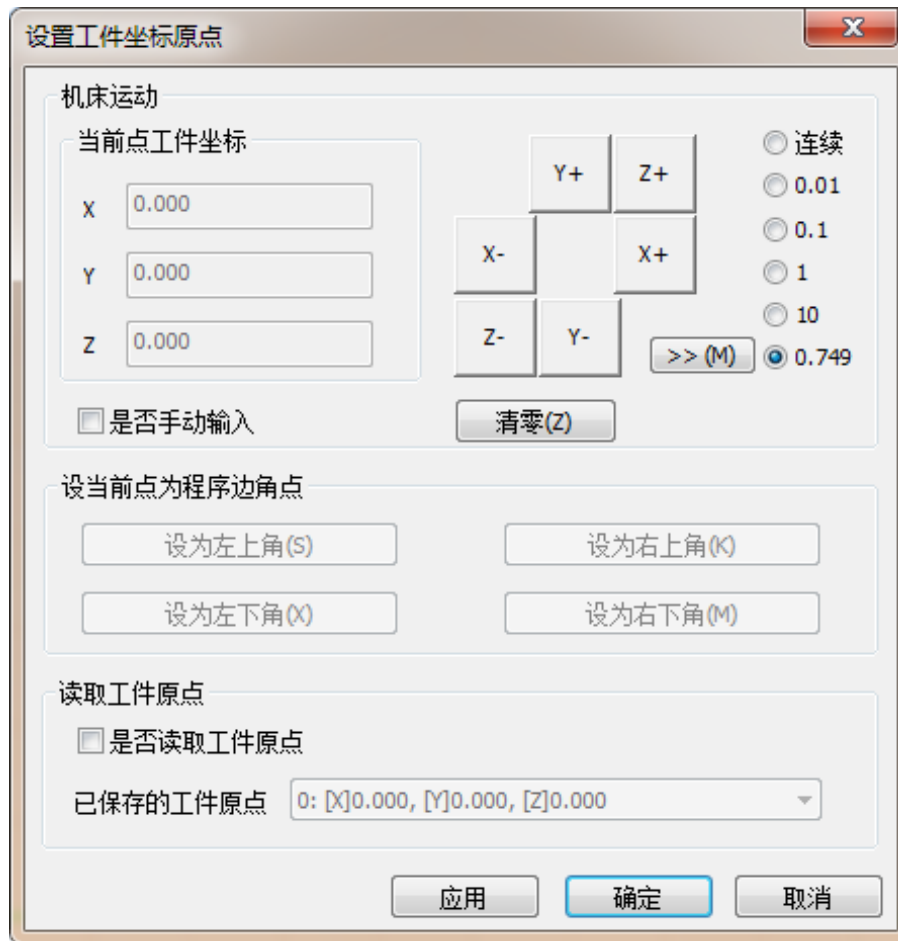 设置工件坐标原点
机床运动
当前点工件坐标
X 0.000
Y 0.000
Z 0.000
Y+ Z+
X- X+
Z- Y-
>> (M)
连续
0.01
0.1
1
10
0.749
是否手动输入
清零(Z)
设当前点为程序边角点
设为左上角(S) 设为右上角(K)
设为左下角(X) 设为右下角(M)
读取工件原点
是否读取工件原点
已保存的工件原点 0: [X]0.000, [Y]0.000, [Z]0.000
应用 确定 取消